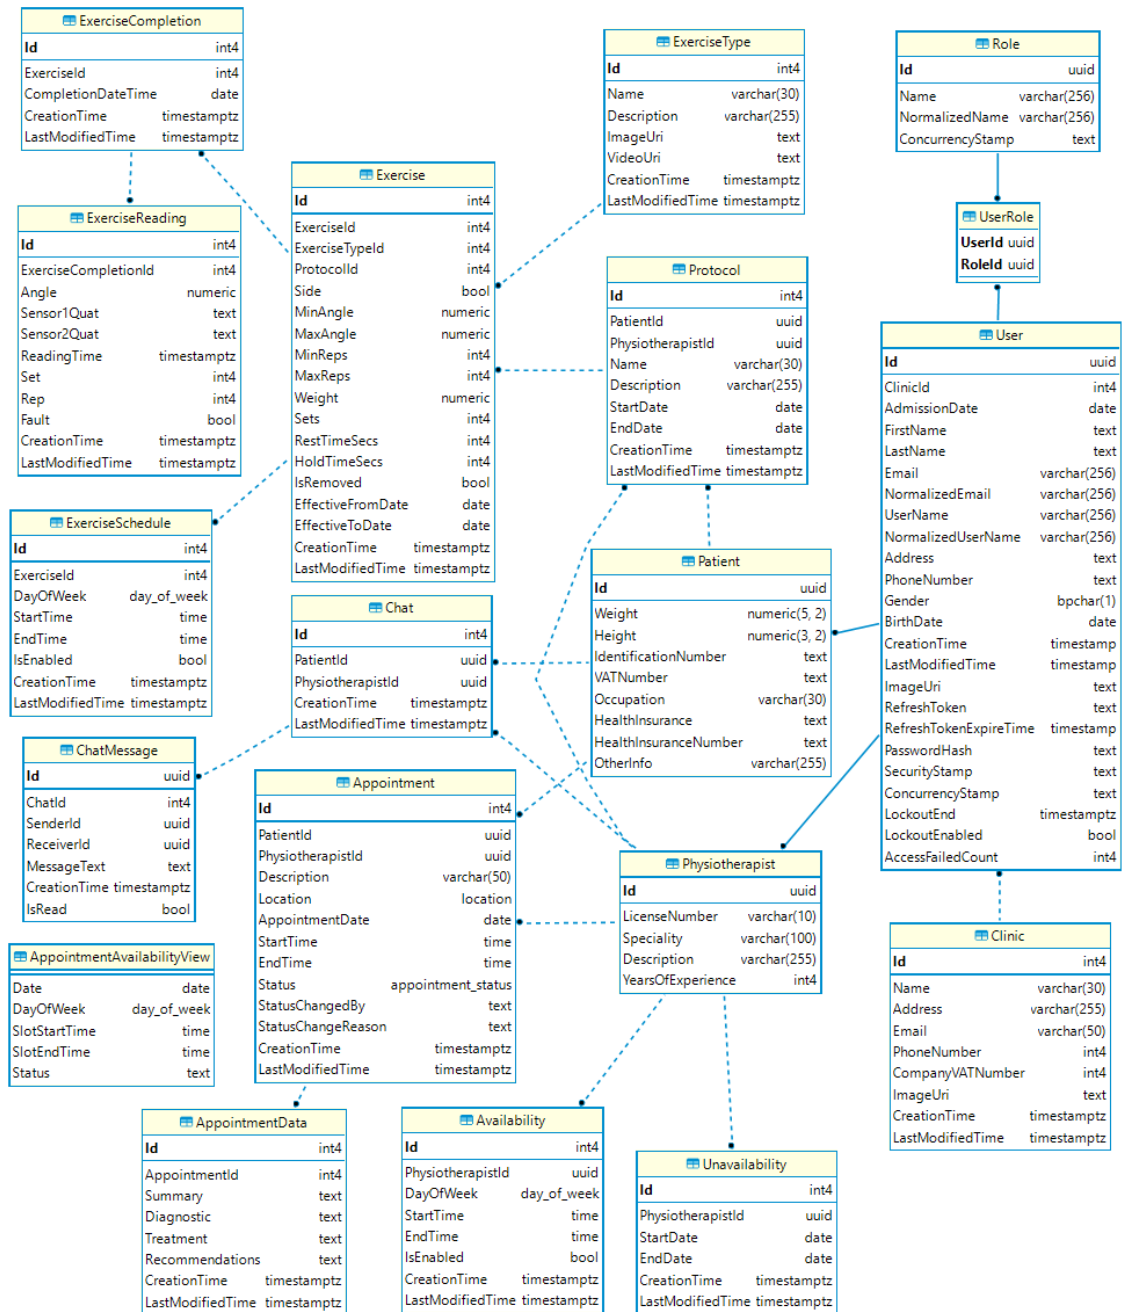 ExerciseCompletion
Id int4
ExerciseId int4
CompletionDateTime date
CreationTime timestamptz
LastModifiedTime timestamptz
ExerciseType
Id int4
Name varchar(30)
Description varchar(255)
ImageUri text
VideoUri text
CreationTime timestamptz
LastModifiedTime timestamptz
Role
Id uuid
Name varchar(256)
NormalizedName varchar(256)
ConcurrencyStamp text
Exercise
Id int4
ExerciseId int4
ExerciseTypeId int4
ProtocolId int4
Side bool
MinAngle numeric
MaxAngle numeric
MinReps int4
MaxReps int4
Weight numeric
Sets int4
RestTimeSecs int4
HoldTimeSecs int4
IsRemoved bool
EffectiveFromDate date
EffectiveToDate date
CreationTime timestamptz
LastModifiedTime timestamptz
ExerciseReading
Id int4
ExerciseCompletionId int4
Angle numeric
Sensor1Quat text
Sensor2Quat text
ReadingTime timestamptz
Set int4
Rep int4
Fault bool
CreationTime timestamptz
LastModifiedTime timestamptz
UserRole
UserId uuid
RoleId uuid
Protocol
Id int4
PatientId uuid
PhysiotherapistId uuid
Name varchar(30)
Description varchar(255)
StartDate date
EndDate date
CreationTime timestamptz
LastModifiedTime timestamptz
User
Id uuid
ClinicId int4
AdmissionDate date
FirstName text
LastName text
Email varchar(256)
NormalizedEmail varchar(256)
UserName varchar(256)
NormalizedUserName varchar(256)
Address text
PhoneNumber text
Gender bpchar(1)
BirthDate date
CreationTime timestamp
LastModifiedTime timestamp
ImageUri text
RefreshToken text
RefreshTokenExpireTime timestamp
PasswordHash text
SecurityStamp text
ConcurrencyStamp text
LockoutEnd timestamptz
LockoutEnabled bool
AccessFailedCount int4
ExerciseSchedule
Id int4
ExerciseId int4
DayOfWeek day_of_week
StartTime time
EndTime time
IsEnabled bool
CreationTime timestamptz
LastModifiedTime timestamptz
Patient
Id uuid
Weight numeric(5, 2)
Height numeric(3, 2)
IdentificationNumber text
VATNumber text
Occupation varchar(30)
HealthInsurance text
HealthInsuranceNumber text
OtherInfo varchar(255)
Chat
Id int4
PatientId uuid
PhysiotherapistId uuid
CreationTime timestamptz
LastModifiedTime timestamptz
ChatMessage
Id uuid
ChatId int4
SenderId uuid
ReceiverId uuid
MessageText text
CreationTime timestamptz
IsRead bool
Appointment
Id int4
PatientId uuid
PhysiotherapistId uuid
Description varchar(50)
Location location
AppointmentDate date
StartTime time
EndTime time
Status appointment_status
StatusChangedBy text
StatusChangeReason text
CreationTime timestamptz
LastModifiedTime timestamptz
Physiotherapist
Id uuid
LicenseNumber varchar(10)
Speciality varchar(100)
Description varchar(255)
YearsOfExperience int4
Clinic
Id int4
Name varchar(30)
Address varchar(255)
Email varchar(50)
PhoneNumber int4
CompanyVATNumber int4
ImageUri text
CreationTime timestamptz
LastModifiedTime timestamptz
AppointmentAvailabilityView
Date date
DayOfWeek day_of_week
SlotStartTime time
SlotEndTime time
Status text
AppointmentData
Id int4
AppointmentId int4
Summary text
Diagnostic text
Treatment text
Recommendations text
CreationTime timestamptz
LastModifiedTime timestamptz
Availability
Id int4
PhysiotherapistId uuid
DayOfWeek day_of_week
StartTime time
EndTime time
IsEnabled bool
CreationTime timestamptz
LastModifiedTime timestamptz
Unavailability
Id int4
PhysiotherapistId uuid
StartDate date
EndDate date
CreationTime timestamptz
LastModifiedTime timestamptz